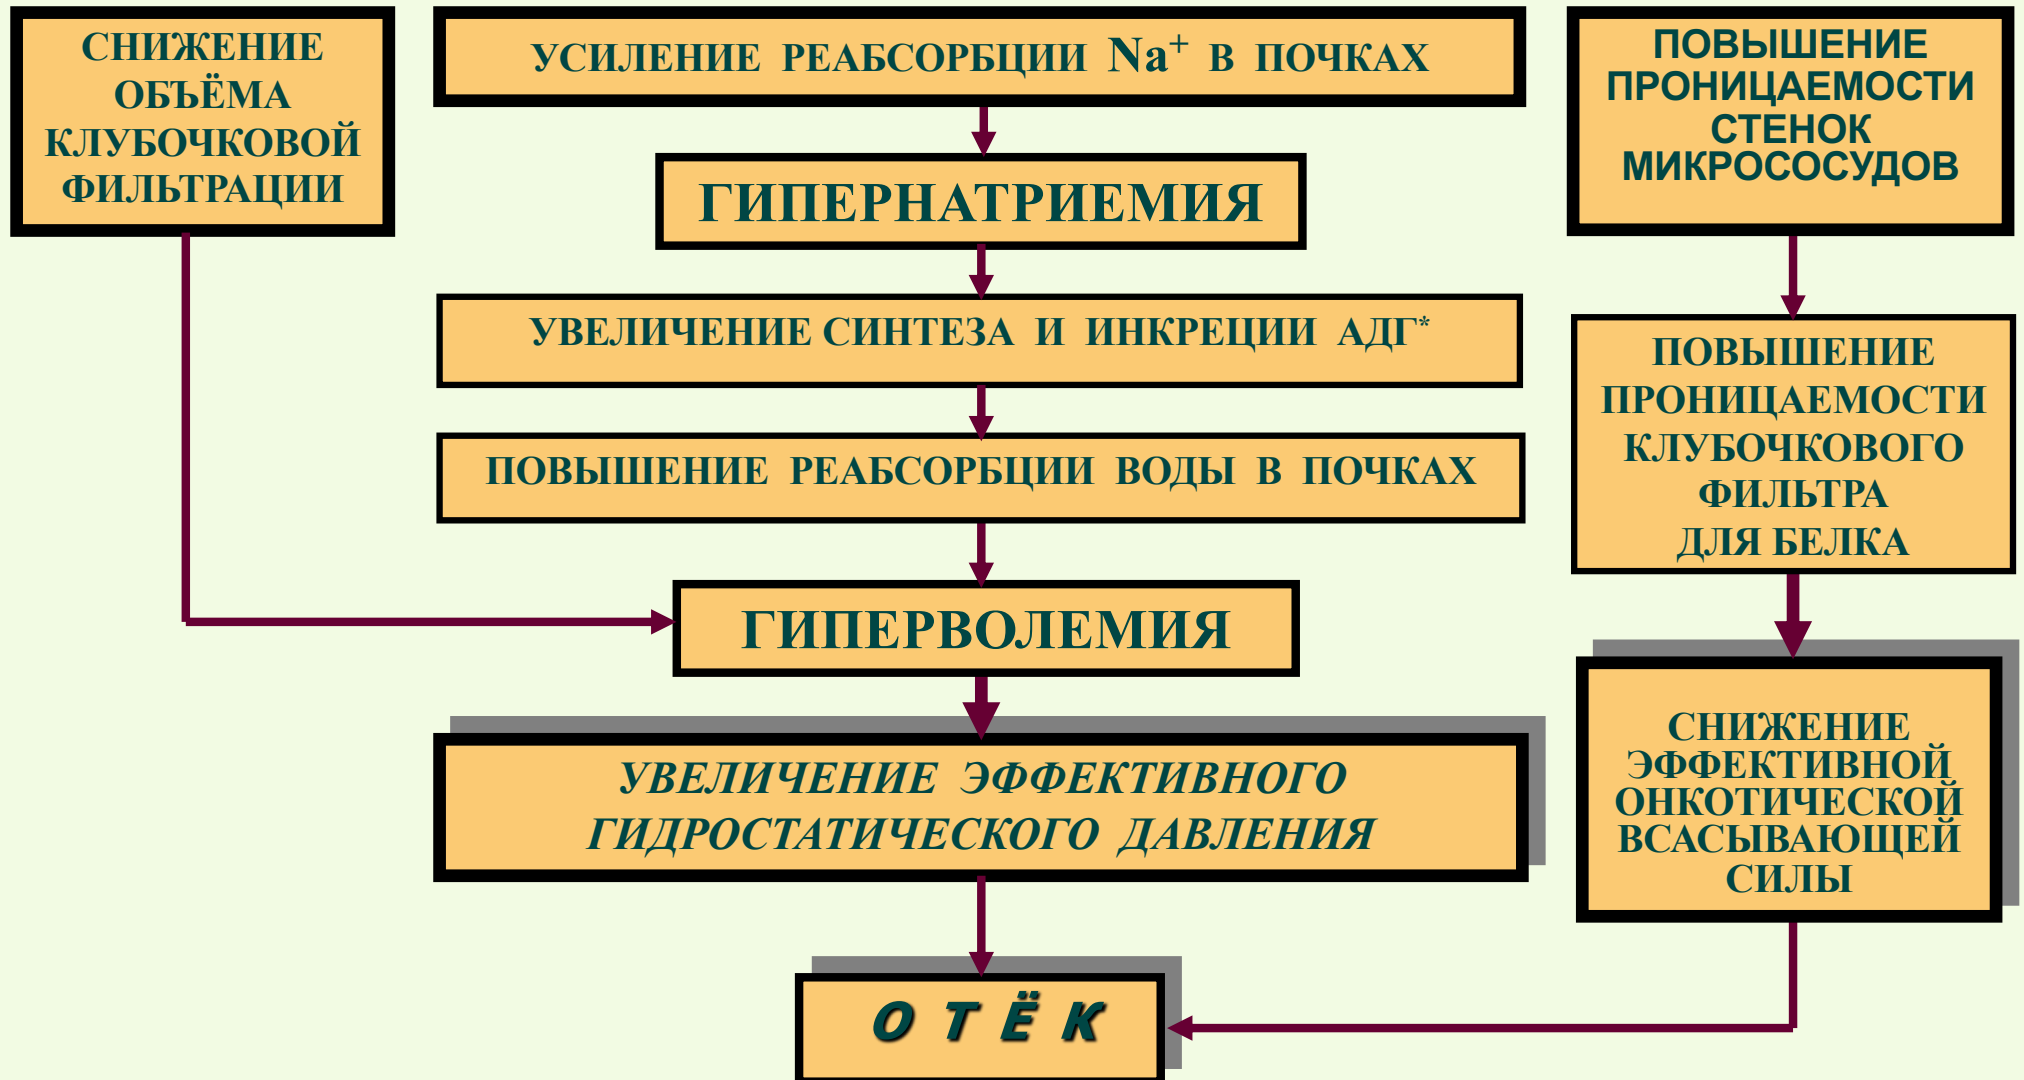 СНИЖЕНИЕ
ОБЪЁМА
КЛУБОЧКОВОЙ
ФИЛЬТРАЦИИ
УСИЛЕНИЕ РЕАБСОРБЦИИ Na⁺ В ПОЧКАХ
ГИПЕРНАТРИЕМИЯ
УВЕЛИЧЕНИЕ СИНТЕЗА И ИНКРЕЦИИ АДГ*
ПОВЫШЕНИЕ РЕАБСОРБЦИИ ВОДЫ В ПОЧКАХ
ГИПЕРВОЛЕМИЯ
УВЕЛИЧЕНИЕ ЭФФЕКТИВНОГО
ГИДРОСТАТИЧЕСКОГО ДАВЛЕНИЯ
ПОВЫШЕНИЕ
ПРОНИЦАЕМОСТИ
СТЕНОК
МИКРОСОСУДОВ
ПОВЫШЕНИЕ
ПРОНИЦАЕМОСТИ
КЛУБОЧКОВОГО
ФИЛЬТРА
ДЛЯ БЕЛКА
СНИЖЕНИЕ
ЭФФЕКТИВНОЙ
ОНКОТИЧЕСКОЙ
ВСАСЫВАЮЩЕЙ
СИЛЫ
О Т Ё К